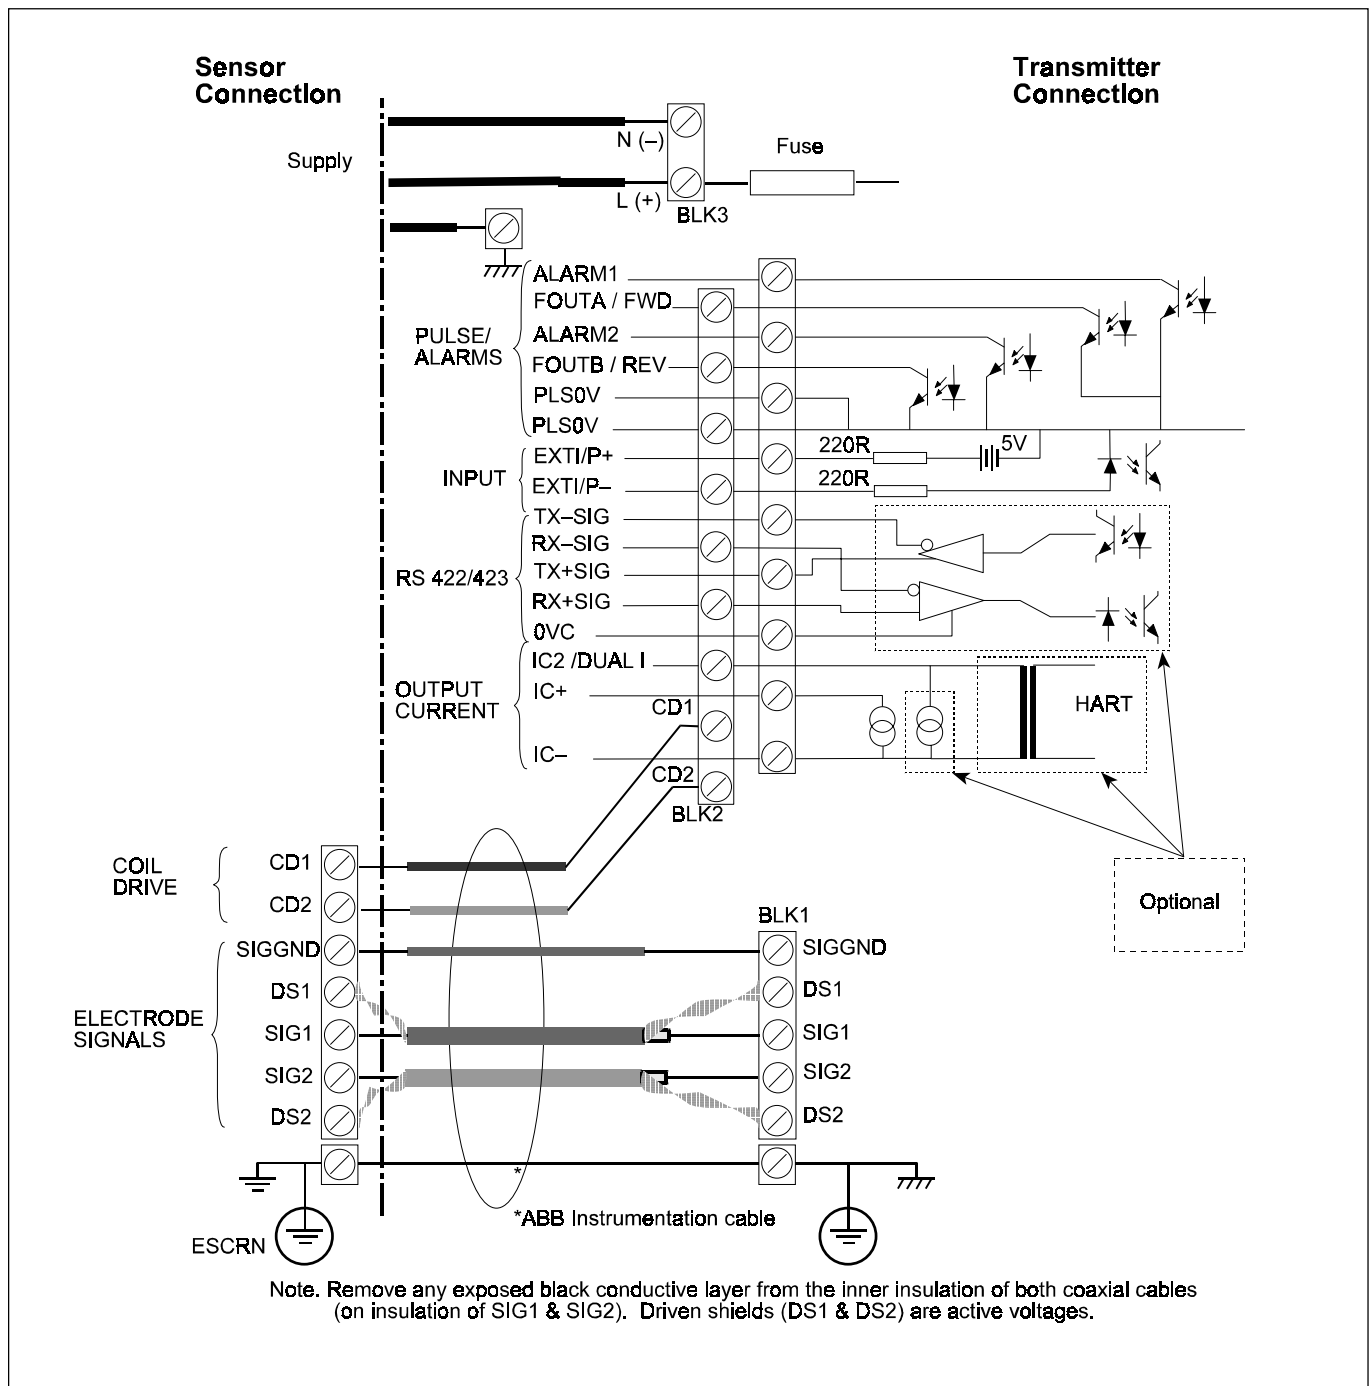 Sensor
Connection
Transmitter
Connection
N (–)
Fuse
Supply
L (+)
BLK3
ALARM1
FOUTA / FWD
PULSE/
ALARMS
ALARM2
FOUTB / REV
PLS0V
PLS0V
INPUT
EXTI/P+
220R
5V
EXTI/P–
220R
TX–SIG
RX–SIG
RS 422/423
TX+SIG
RX+SIG
0VC
IC2 /DUAL I
OUTPUT
CURRENT
IC+
CD1
HART
IC–
CD2
BLK2
COIL
DRIVE
CD1
CD2
Optional
BLK1
SIGGND
SIGGND
DS1
DS1
ELECTRODE
SIGNALS
SIG1
SIG1
SIG2
SIG2
DS2
DS2
*
*ABB Instrumentation cable
ESCRN
Note. Remove any exposed black conductive layer from the inner insulation of both coaxial cables
(on insulation of SIG1 & SIG2). Driven shields (DS1 & DS2) are active voltages.